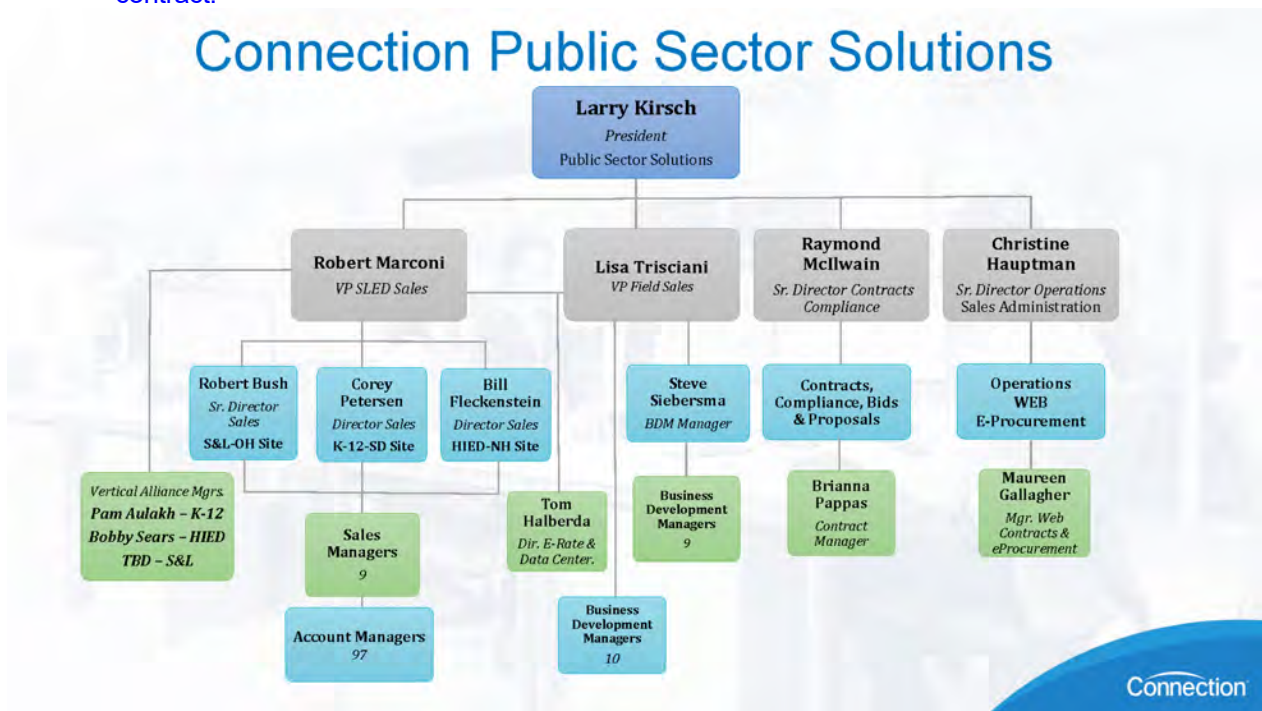 contract.
Connection Public Sector Solutions
Larry Kirsch
President
Public Sector Solutions
Robert Marconi
VP SLED Sales
Lisa Trisciani
VP Field Sales
Raymond
McIlwain
Sr. Director Contracts
Compliance
Christine
Hauptman
Sr. Director Operations
Sales Administration
Robert Bush
Sr. Director
Sales
S&L-OH Site
Corey
Petersen
Director Sales
K-12-SD Site
Bill
Fleckenstein
Director Sales
HIED-NH Site
Steve
Siebersma
BDM Manager
Contracts,
Compliance, Bids
& Proposals
Operations
WEB
E-Procurement
Vertical Alliance Mgrs.
Pam Aulakh – K-12
Bobby Sears – HIED
TBD – S&L
Sales
Managers
9
Tom
Halberda
Dir. E-Rate &
Data Center.
Business
Development
Managers
9
Brianna
Pappas
Contract
Manager
Maureen
Gallagher
Mgr. Web
Contracts &
eProcurement
Account Managers
97
Business
Development
Managers
10
Connection